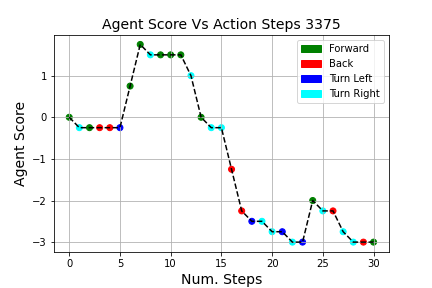 Agent Score Vs Action Steps 3375
Forward
Back
Turn Left
Turn Right
Agent Score
1
0
−1
−2
−3
0
5
10
15
20
25
30
Num. Steps